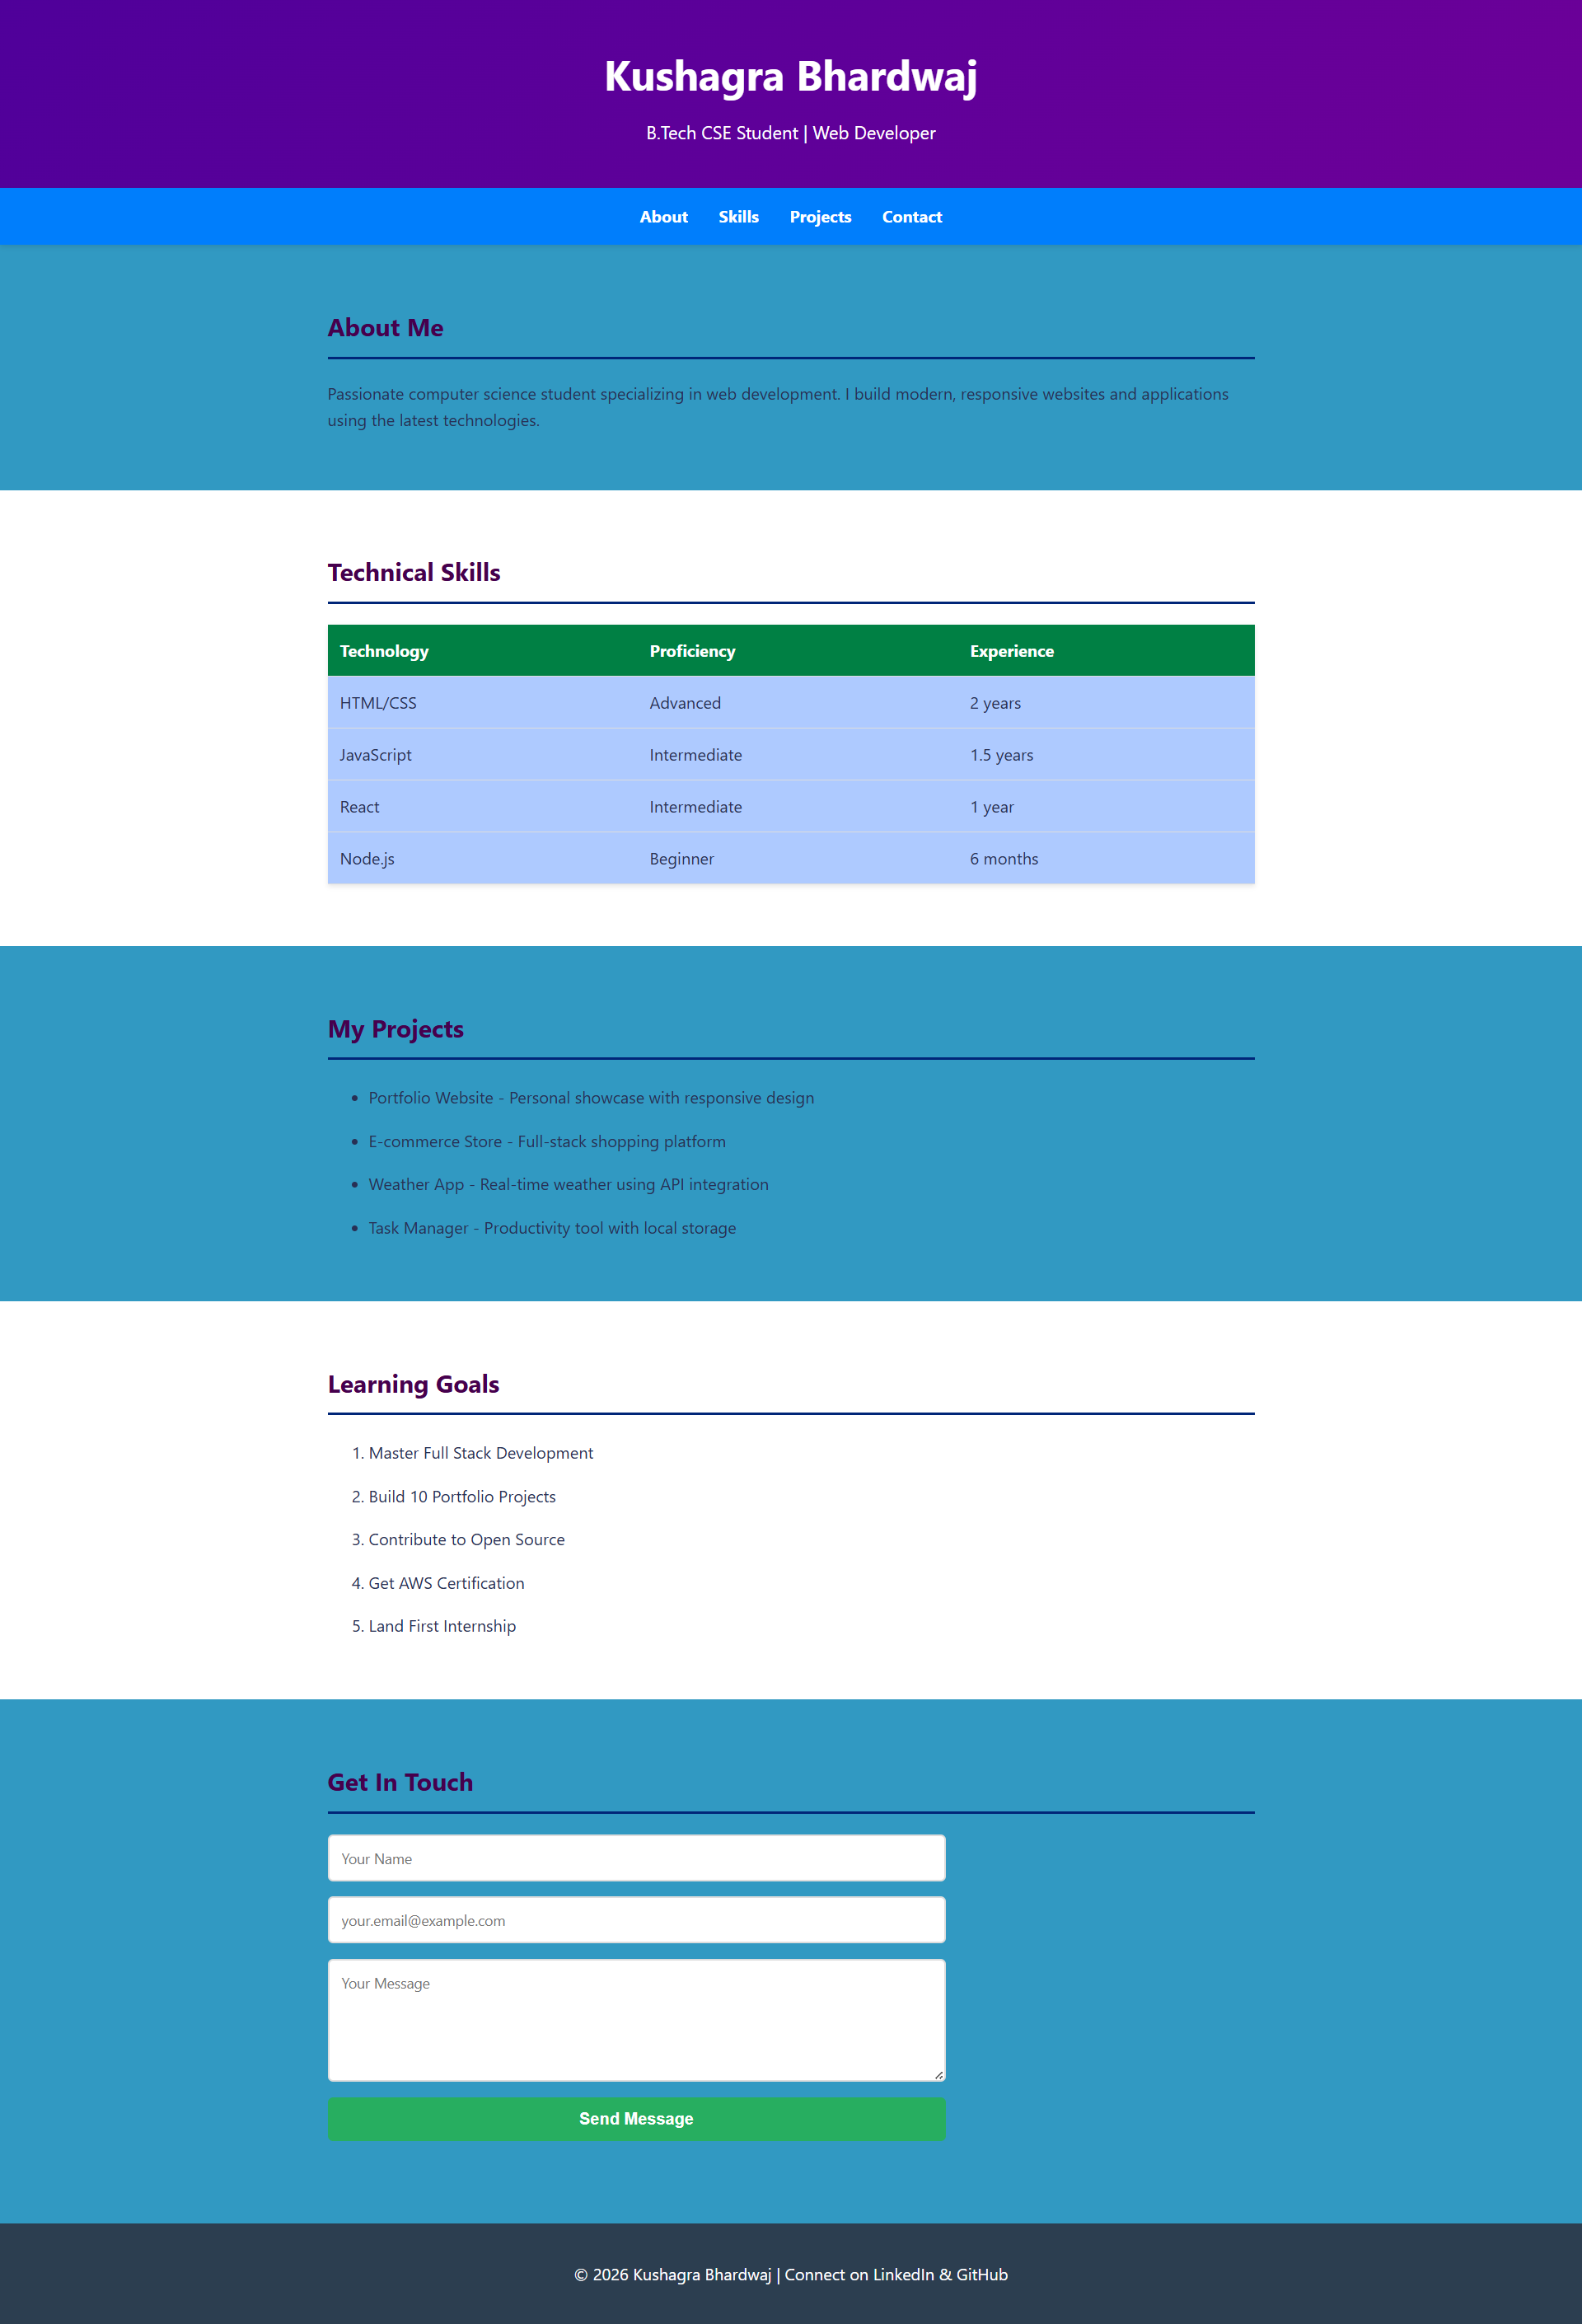 Kushagra Bhardwaj
B.Tech CSE Student | Web Developer
About Skills Projects Contact
About Me
Passionate computer science student specializing in web development. I build modern, responsive websites and applications
using the latest technologies.
Technical Skills
Technology Proficiency Experience
HTML/CSS Advanced 2 years
JavaScript Intermediate 1.5 years
React Intermediate 1 year
Node.js Beginner 6 months
My Projects
• Portfolio Website - Personal showcase with responsive design
• E-commerce Store - Full-stack shopping platform
• Weather App - Real-time weather using API integration
• Task Manager - Productivity tool with local storage
Learning Goals
1. Master Full Stack Development
2. Build 10 Portfolio Projects
3. Contribute to Open Source
4. Get AWS Certification
5. Land First Internship
Get In Touch
Your Name
your.email@example.com
Your Message
Send Message
© 2026 Kushagra Bhardwaj | Connect on LinkedIn & GitHub